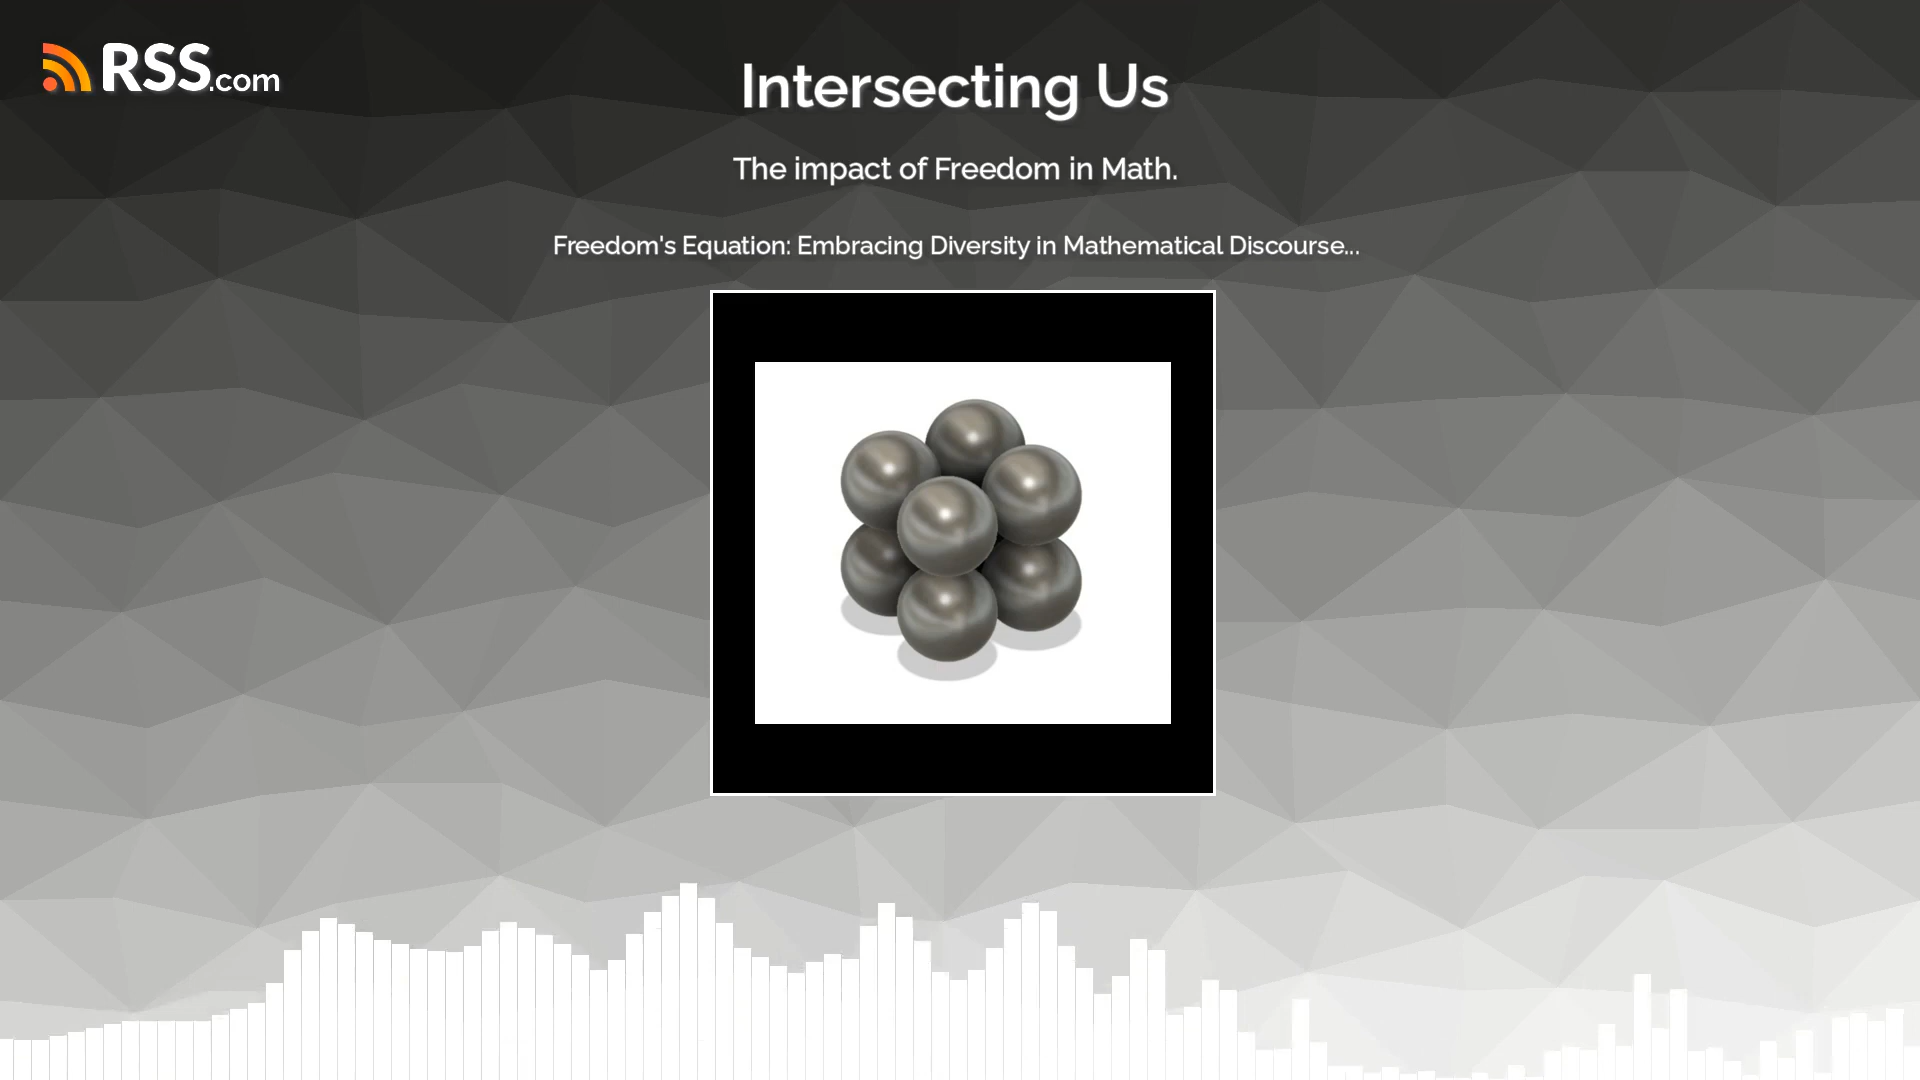 RSS.com
Intersecting Us
The impact of Freedom in Math.
Freedom's Equation: Embracing Diversity in Mathematical Discourse...